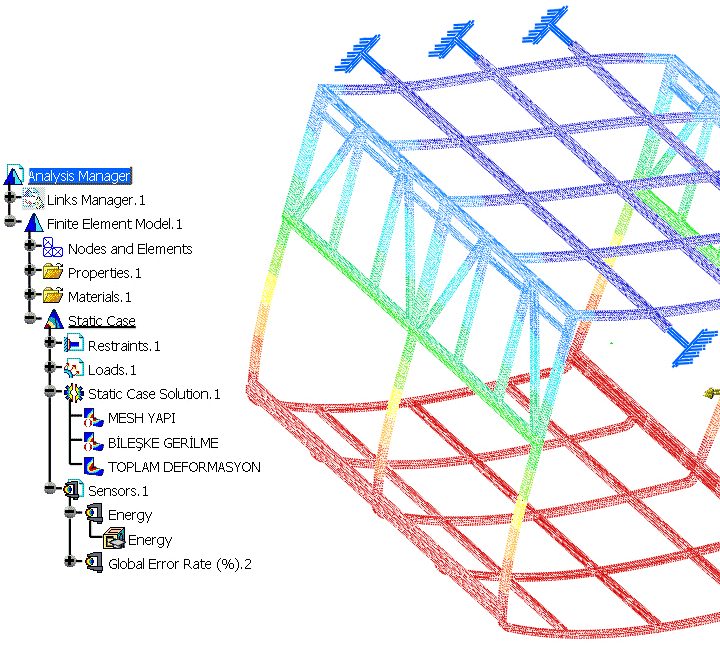 Analysis Manager
Links Manager.1
Finite Element Model.1
Nodes and Elements
Properties.1
Materials.1
Static Case
Restraints.1
Loads.1
Static Case Solution.1
MESH YAPI
BİLEŞKE GERİLME
TOPLAM DEFORMASYON
Sensors.1
Energy
Energy
Global Error Rate (%).2